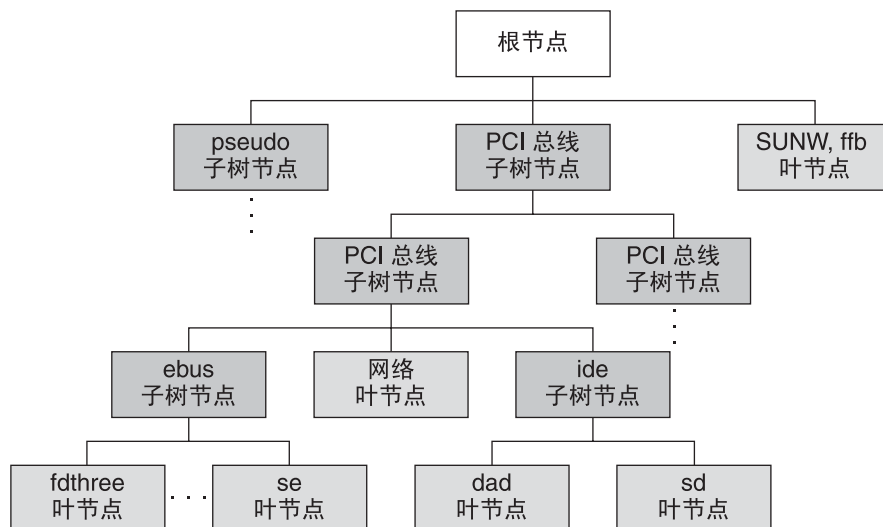 根节点
pseudo
子树节点
PCI 总线
子树节点
SUNW, ffb
叶节点
PCI 总线
子树节点
PCI 总线
子树节点
ebus
子树节点
网络
叶节点
ide
子树节点
fdthree
叶节点
se
叶节点
dad
叶节点
sd
叶节点